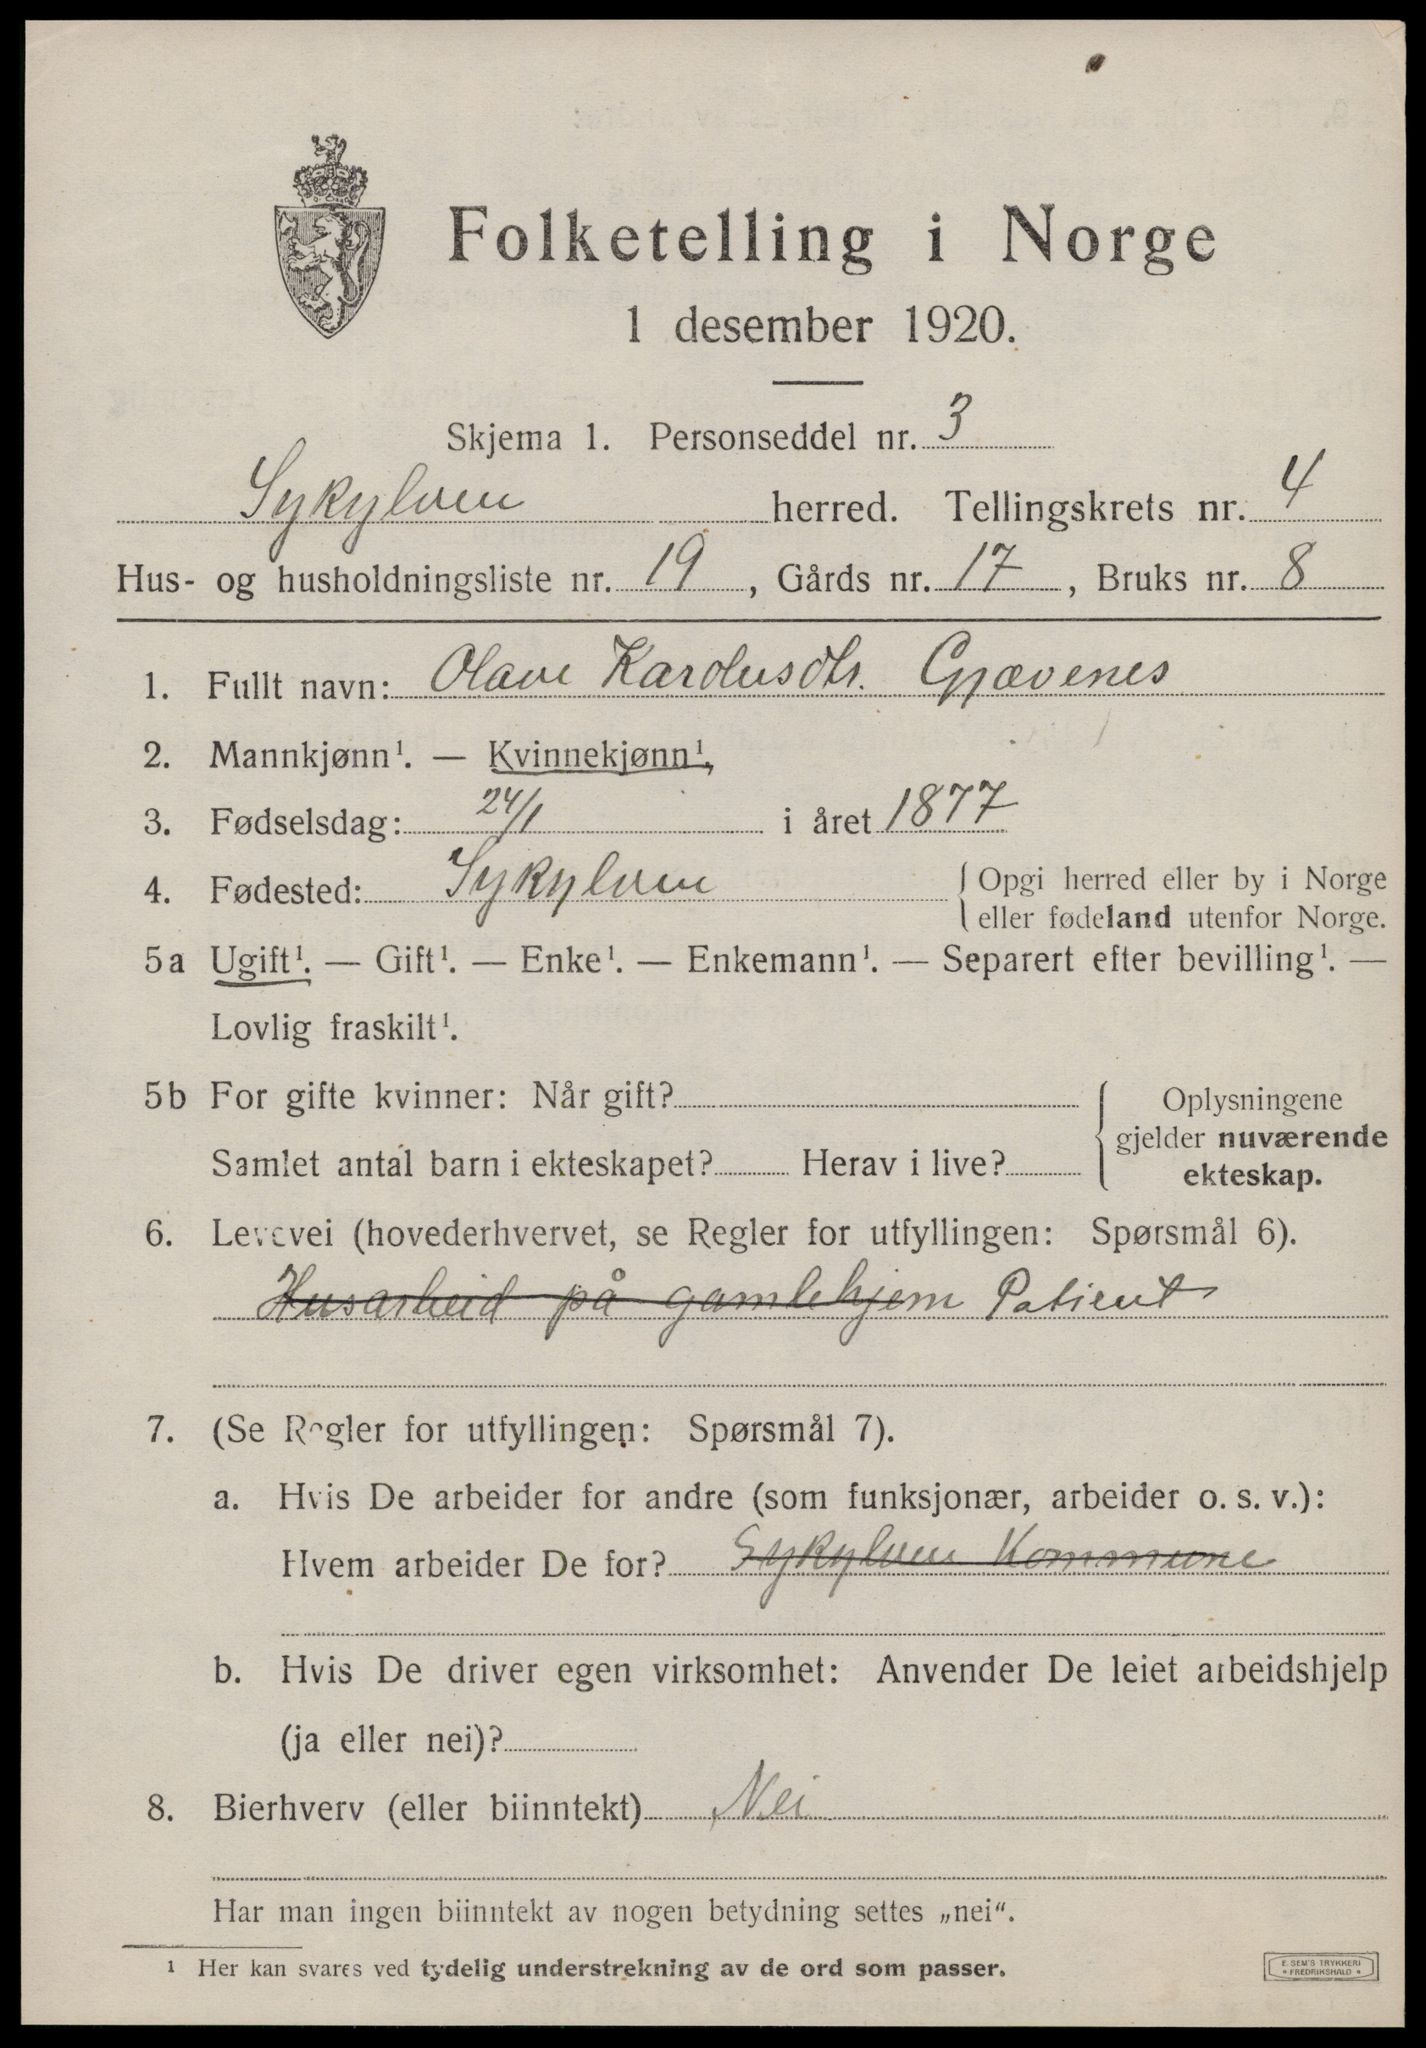 Folketelling i Norge
1 desember 1920.
Skjema 1. Personseddel nr. 3
Sykylven herred. Tellingskrets nr. 4
Hus- og husholdningsliste nr. 19, Gårds nr. 17, Bruks nr. 8
1. Fullt navn: Olave Karolusdtr. Gjævenes
2. Mannkjønn¹. — Kvinnekjønn¹.
3. Fødselsdag: 24/1 i året 1877
4. Fødested: Sykylven { Opgi herred eller by i Norge
eller fødeland utenfor Norge.
5a Ugift¹. — Gift¹. — Enke¹. — Enkemann¹. — Separert efter bevilling¹. —
Lovlig fraskilt¹.
5b For gifte kvinner: Når gift?
Samlet antal barn i ekteskapet? Herav i live?
{ Oplysningene
gjelder nuværende
ekteskap.
6. Levevei (hovederhvervet, se Regler for utfyllingen: Spørsmål 6).
Husarbeid på gamlehjem Patient
7. (Se Regler for utfyllingen: Spørsmål 7).
a. Hvis De arbeider for andre (som funksjonær, arbeider o. s. v.):
Hvem arbeider De for? Sykylven Kommune
b. Hvis De driver egen virksomhet: Anvender De leiet arbeidshjelp
(ja eller nei)?
8. Bierhverv (eller biinntekt) Nei
Har man ingen biinntekt av nogen betydning settes „nei“.
¹ Her kan svares ved tydelig understrekning av de ord som passer.
E. SEM'S TRYKKERI
• FREDRIKSHALD •